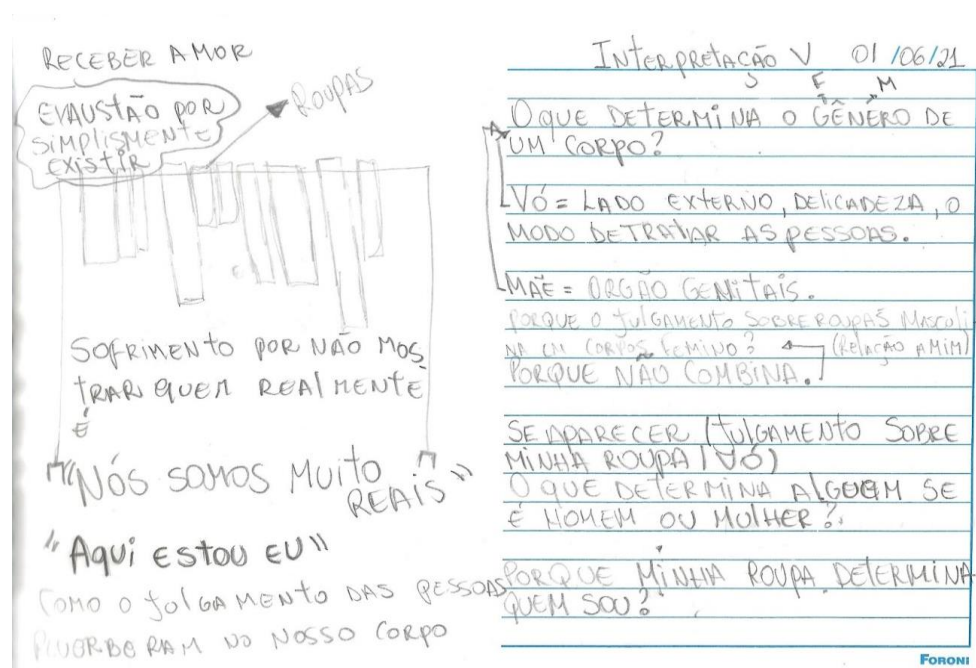 RECEBER AMOR
EVAUSTÃO POR
SIMPLISMENTE
EXISTIR
ROUPAS
SOFRIMENTO POR NÃO MOS
TRAR QUEM REALMENTE
É
"NÓS SOMOS MUITO
REAIS"
"Aqui ESTOU EU"
COMO O JULGAMENTO DAS PESSOAS
NO NOSSO CORPO
INTERPRETAÇÃO V 01/06/21
F M
O QUE DETERMINA O GÊNERO DE
UM CORPO?
VÓ = LADO EXTERNO, DELICADEZA, O
MODO DE TRATAR AS PESSOAS.
MÃE = ORGÃO GENITAIS.
PORQUE O JULGAMENTO SOBRE ROUPAS MASCULI
NA EM CORPOS FEMINO? (RELAÇÃO A MIM)
PORQUE NÃO COMBINA.
SE APARECER (JULGAMENTO SOBRE
MINHA ROUPA / VÓ)
O QUE DETERMINA ALGUEM SE
É HOMEM OU MULHER?
PORQUE MINHA ROUPA DETERMINA
QUEM SOU?
FORONI